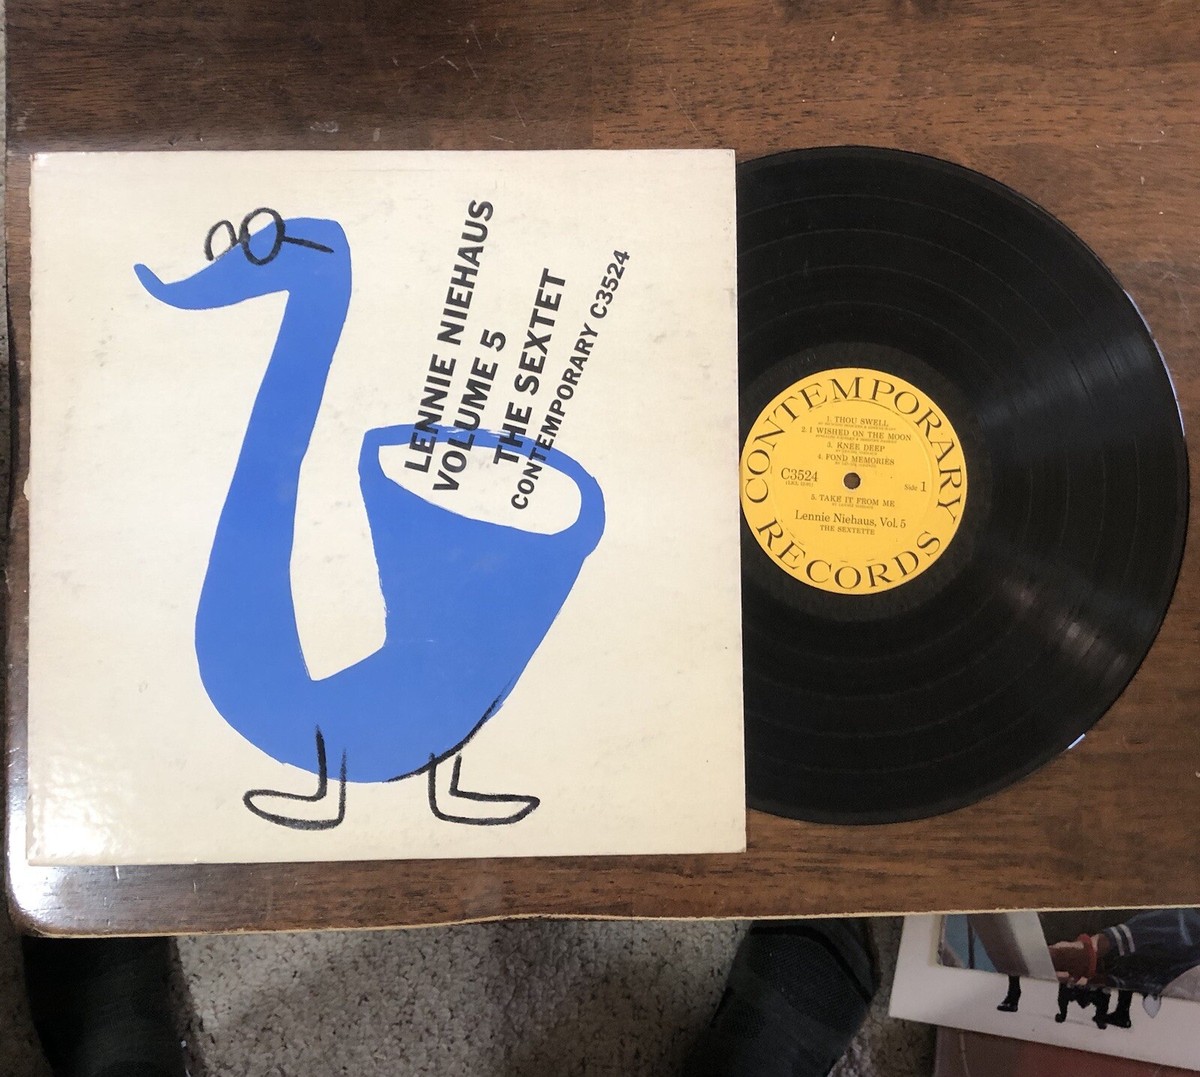 LENNIE NIEHAUS
VOLUME 5
THE SEXTET
CONTEMPORARY C3524
CONTEMPORARY
1. THOU SWELL
2. I WISHED ON THE MOON
3. KNEE DEEP
4. FOND MEMORIES
C3524
Side 1
5. TAKE IT FROM ME
Lennie Niehaus, Vol. 5
THE SEXTETTE
RECORDS